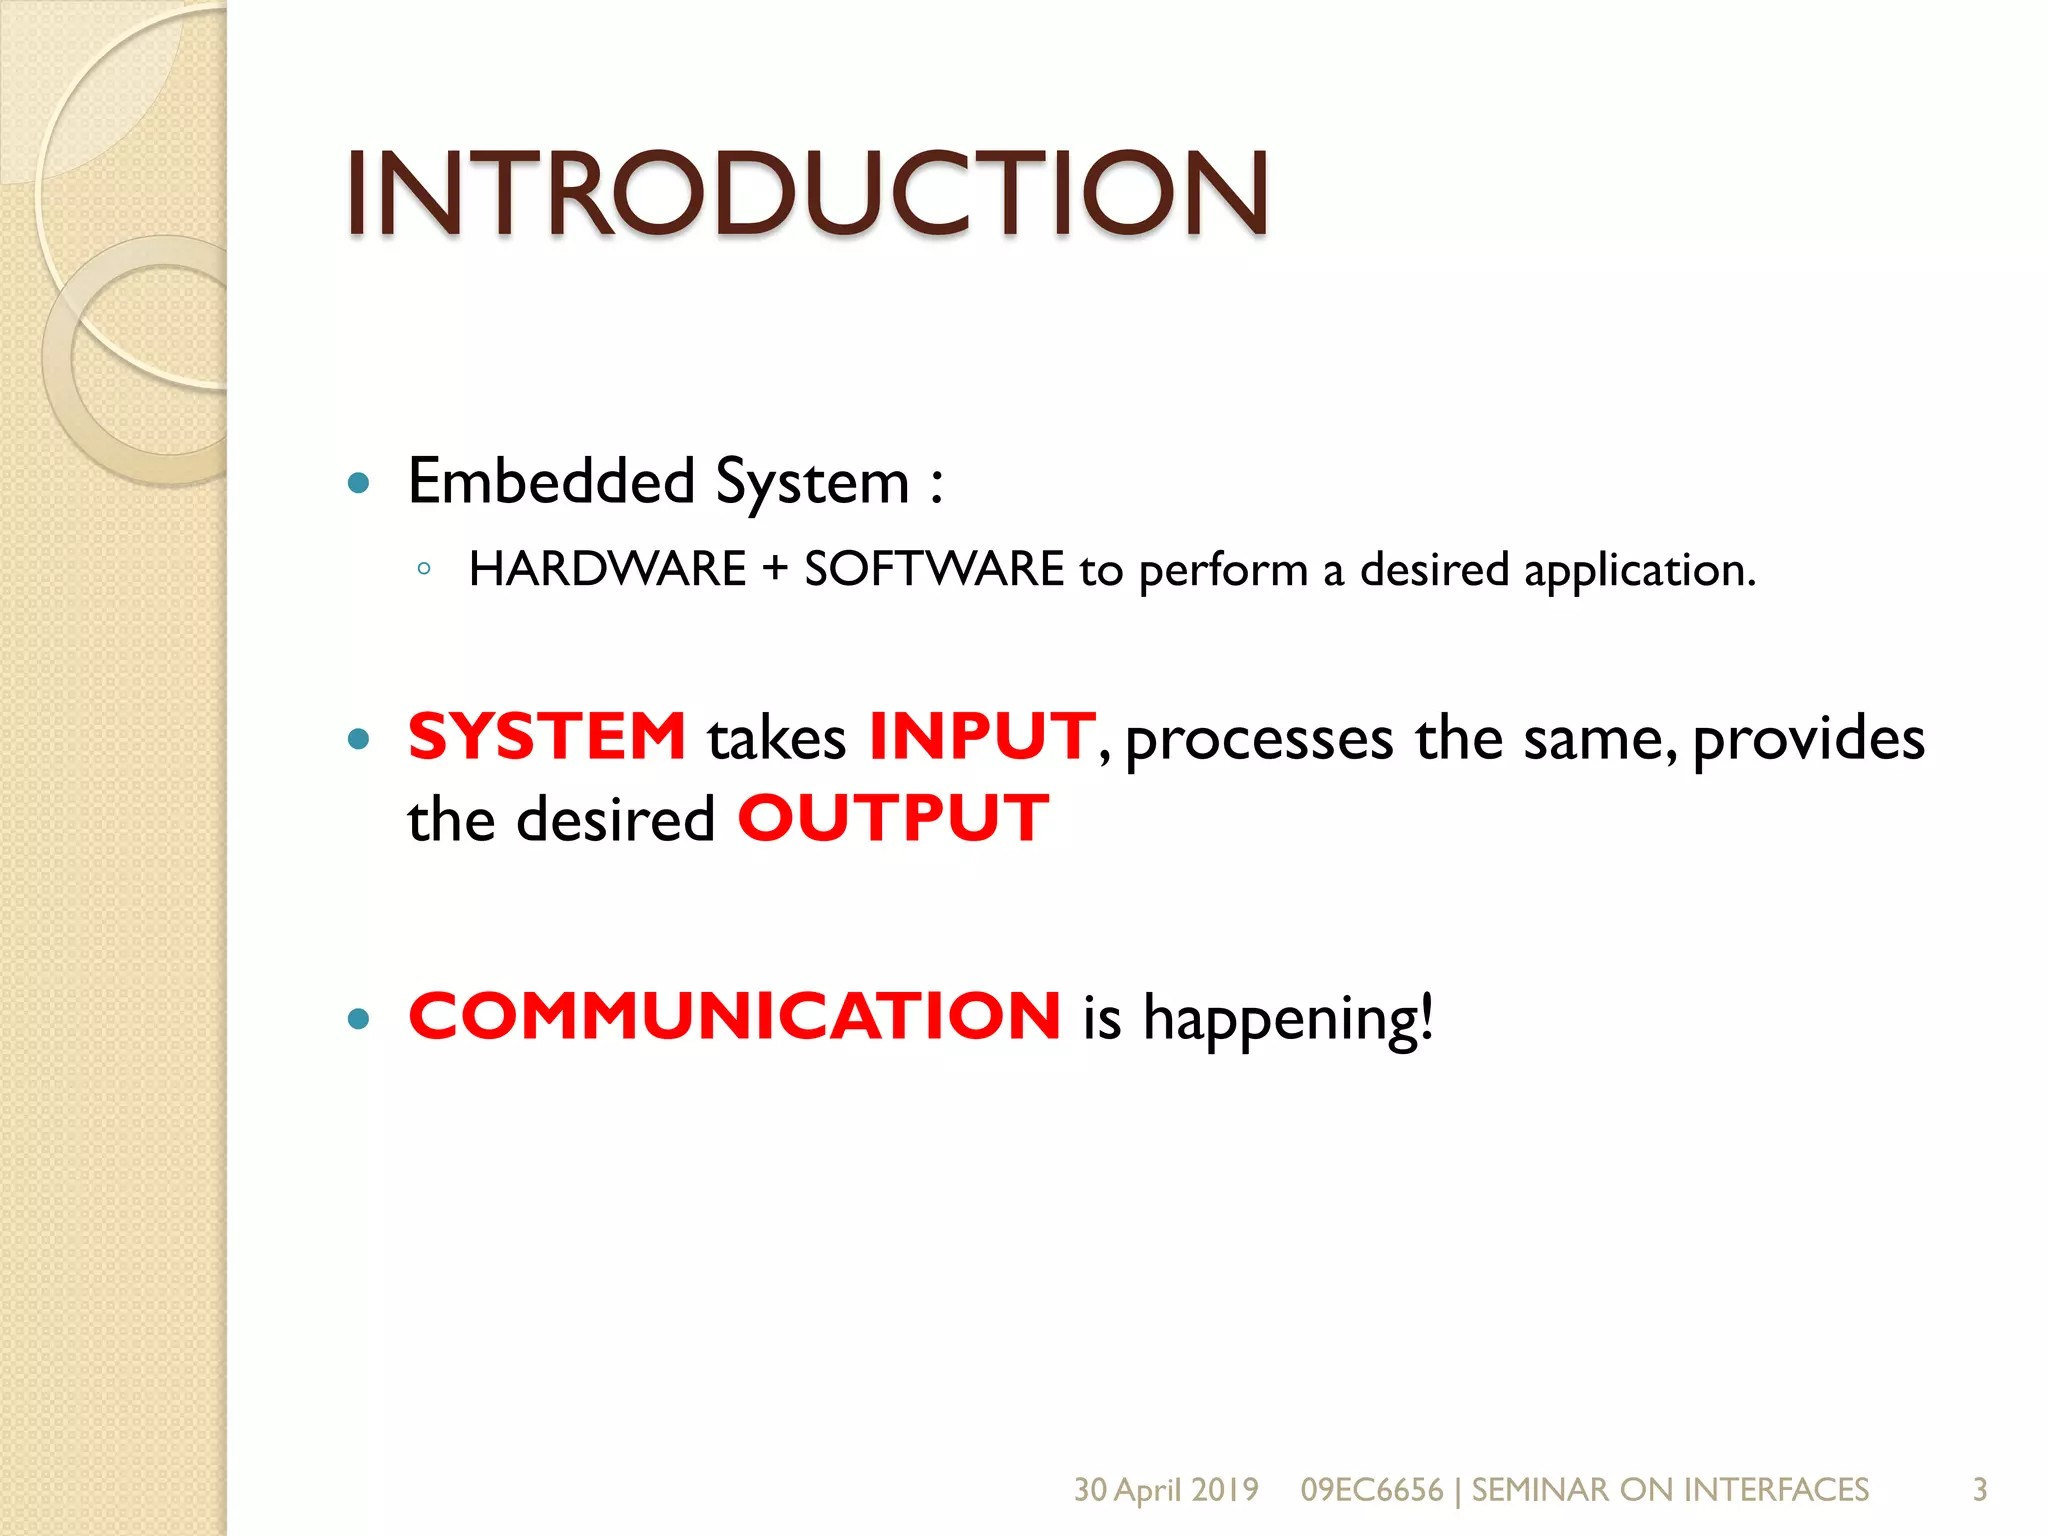 INTRODUCTION
• Embedded System :
◦ HARDWARE + SOFTWARE to perform a desired application.
• SYSTEM takes INPUT, processes the same, provides
the desired OUTPUT
• COMMUNICATION is happening!
30 April 2019 09EC6656 | SEMINAR ON INTERFACES 3